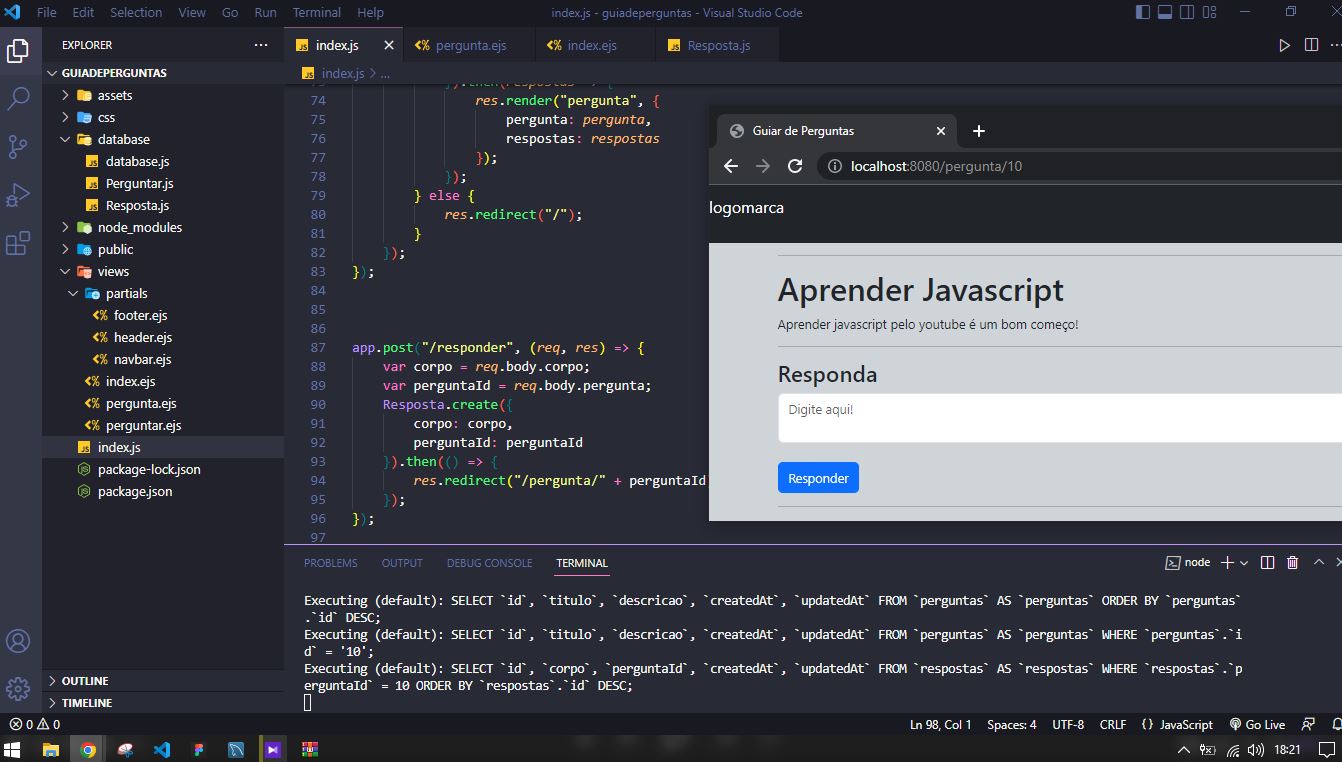 File Edit Selection View Go Run Terminal Help
index.js - guiadeperguntas - Visual Studio Code
EXPLORER
GUIADEPERGUNTAS
assets
css
database
database.js
Perguntar.js
Resposta.js
node_modules
public
views
partials
footer.ejs
header.ejs
navbar.ejs
index.ejs
pergunta.ejs
perguntar.ejs
index.js
package-lock.json
package.json
OUTLINE
TIMELINE
index.js pergunta.ejs index.ejs Resposta.js
index.js > ...
74 res.render("pergunta", {
75 pergunta: pergunta,
76 respostas: respostas
77 });
78 });
79 } else {
80 res.redirect("/");
81 }
82 });
83 });
84
85
86
87 app.post("/responder", (req, res) => {
88 var corpo = req.body.corpo;
89 var perguntaId = req.body.pergunta;
90 Resposta.create({
91 corpo: corpo,
92 perguntaId: perguntaId
93 }).then(() => {
94 res.redirect("/pergunta/" + perguntaId
95 });
96 });
97
Guiar de Perguntas
localhost:8080/pergunta/10
logomarca
Aprender Javascript
Aprender javascript pelo youtube é um bom começo!
Responda
Digite aqui!
Responder
PROBLEMS OUTPUT DEBUG CONSOLE TERMINAL
node
Executing (default): SELECT `id`, `titulo`, `descricao`, `createdAt`, `updatedAt` FROM `perguntas` AS `perguntas` ORDER BY `perguntas`
.`id` DESC;
Executing (default): SELECT `id`, `titulo`, `descricao`, `createdAt`, `updatedAt` FROM `perguntas` AS `perguntas` WHERE `perguntas`.`i
d` = '10';
Executing (default): SELECT `id`, `corpo`, `perguntaId`, `createdAt`, `updatedAt` FROM `respostas` AS `respostas` WHERE `respostas`.`p
erguntaId` = 10 ORDER BY `respostas`.`id` DESC;
0 0
Ln 98, Col 1 Spaces: 4 UTF-8 CRLF {} JavaScript Go Live
18:21